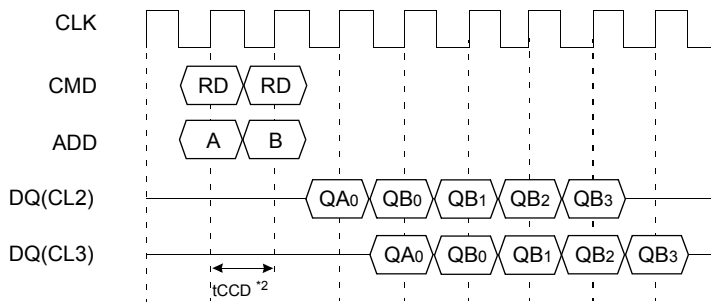 CLK
CMD RD RD
ADD A B
DQ(CL2) QA0 QB0 QB1 QB2 QB3
DQ(CL3) QA0 QB0 QB1 QB2 QB3
tCCD *2